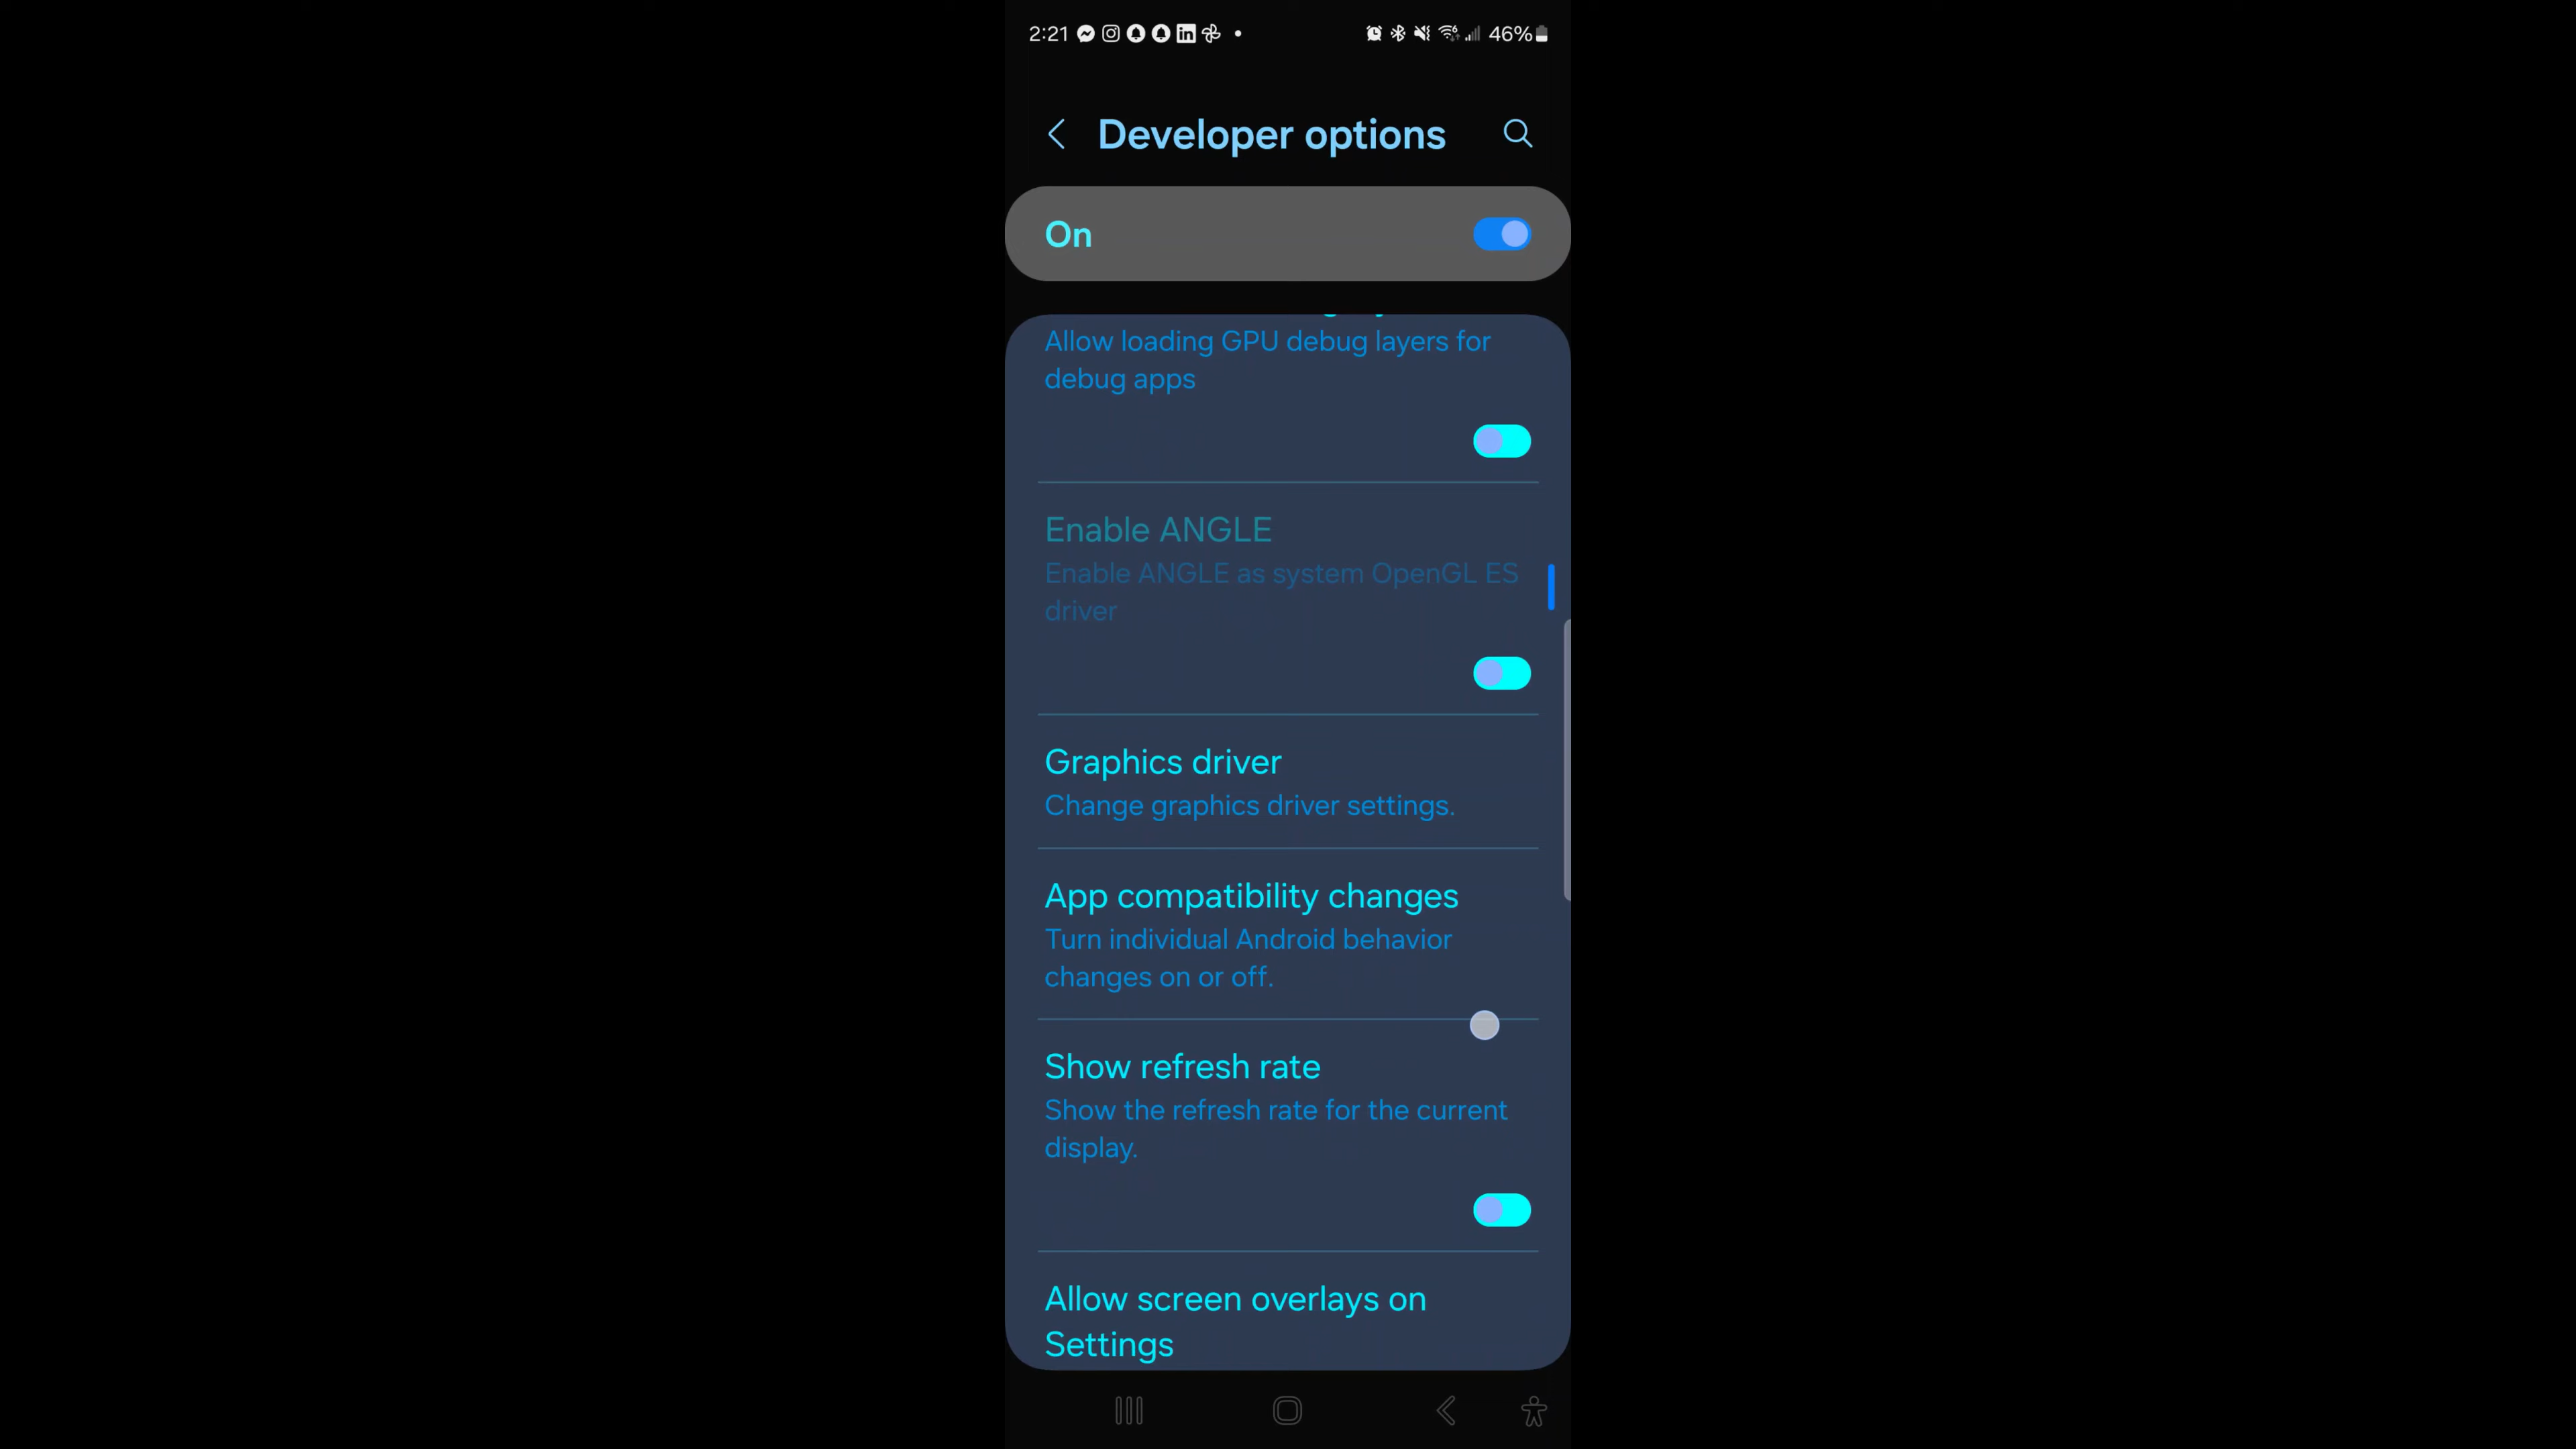 2:21
46%
Developer options
On
Allow loading GPU debug layers for
debug apps
Enable ANGLE
Enable ANGLE as system OpenGL ES
driver
Graphics driver
Change graphics driver settings.
App compatibility changes
Turn individual Android behavior
changes on or off.
Show refresh rate
Show the refresh rate for the current
display.
Allow screen overlays on
Settings